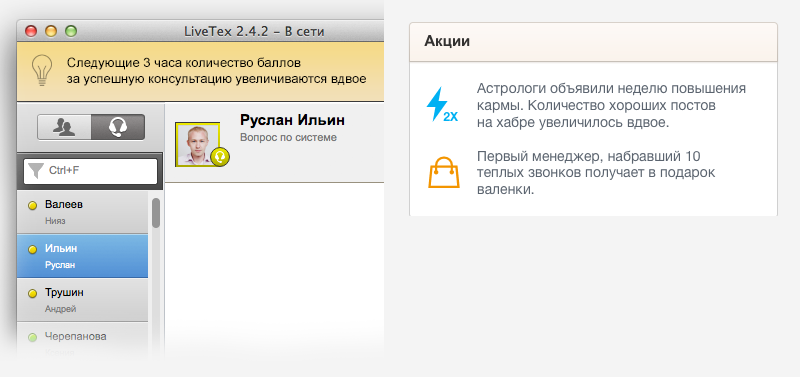 LiveTex 2.4.2 – В сети
Следующие 3 часа количество баллов
за успешную консультацию увеличиваются вдвое
Руслан Ильин
Вопрос по системе
Ctrl+F
Валеев
Нияз
Ильин
Руслан
Трушин
Андрей
Черепанова
Акции
2X
Астрологи объявили неделю повышения
кармы. Количество хороших постов
на хабре увеличилось вдвое.
Первый менеджер, набравший 10
теплых звонков получает в подарок
валенки.